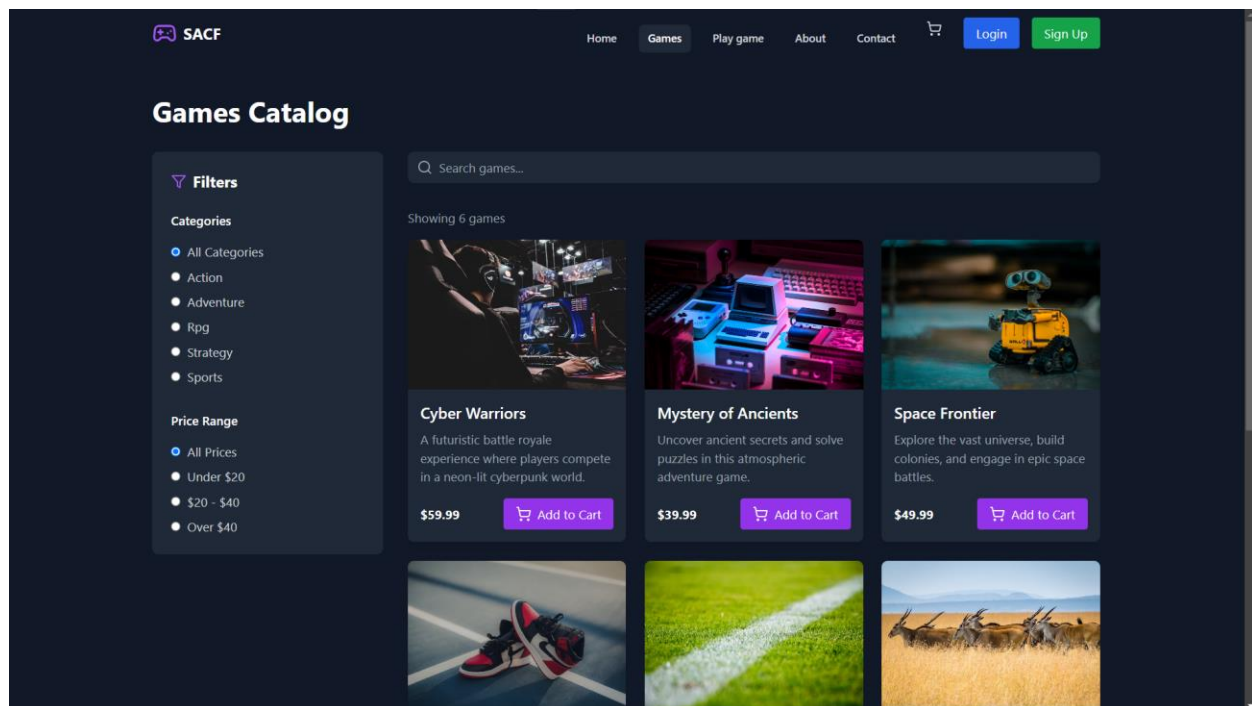 SACF
Home Games Play game About Contact Login Sign Up
Games Catalog
Filters
Categories
All Categories
Action
Adventure
Rpg
Strategy
Sports
Price Range
All Prices
Under $20
$20 - $40
Over $40
Search games...
Showing 6 games
Cyber Warriors
A futuristic battle royale
experience where players compete
in a neon-lit cyberpunk world.
$59.99 Add to Cart
Mystery of Ancients
Uncover ancient secrets and solve
puzzles in this atmospheric
adventure game.
$39.99 Add to Cart
Space Frontier
Explore the vast universe, build
colonies, and engage in epic space
battles.
$49.99 Add to Cart